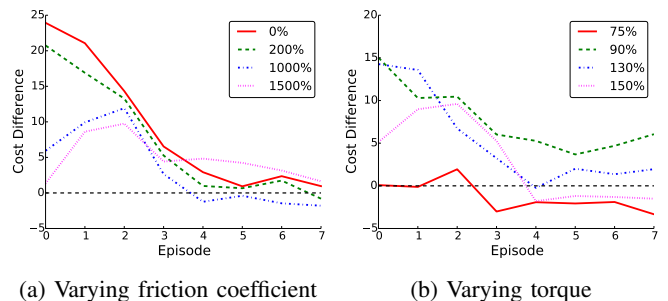 25
20
15
10
5
0
−5
Cost Difference
0 1 2 3 4 5 6 7
Episode
0%
200%
1000%
1500%
(a) Varying friction coefficient
20
15
10
5
0
−5
Cost Difference
0 1 2 3 4 5 6 7
Episode
75%
90%
130%
150%
(b) Varying torque